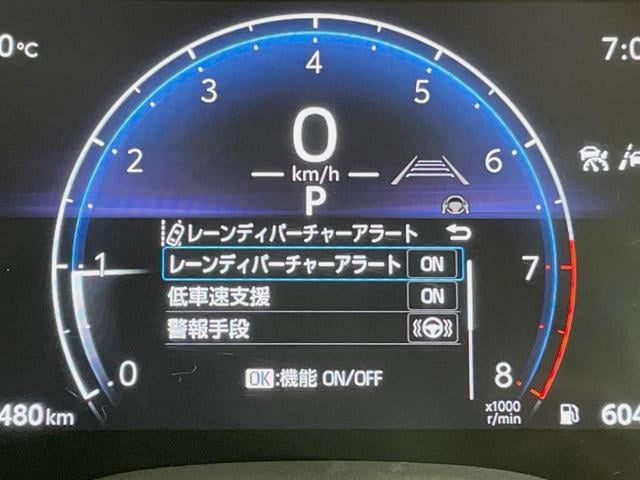 0℃
7:0
4
3
5
2
6
0
km/h
P
レーンディパーチャーアラート
レーンディパーチャーアラート ON
低車速支援 ON
警報手段
1
7
0
8
OK:機能 ON/OFF
x1000
r/min
480 km
604